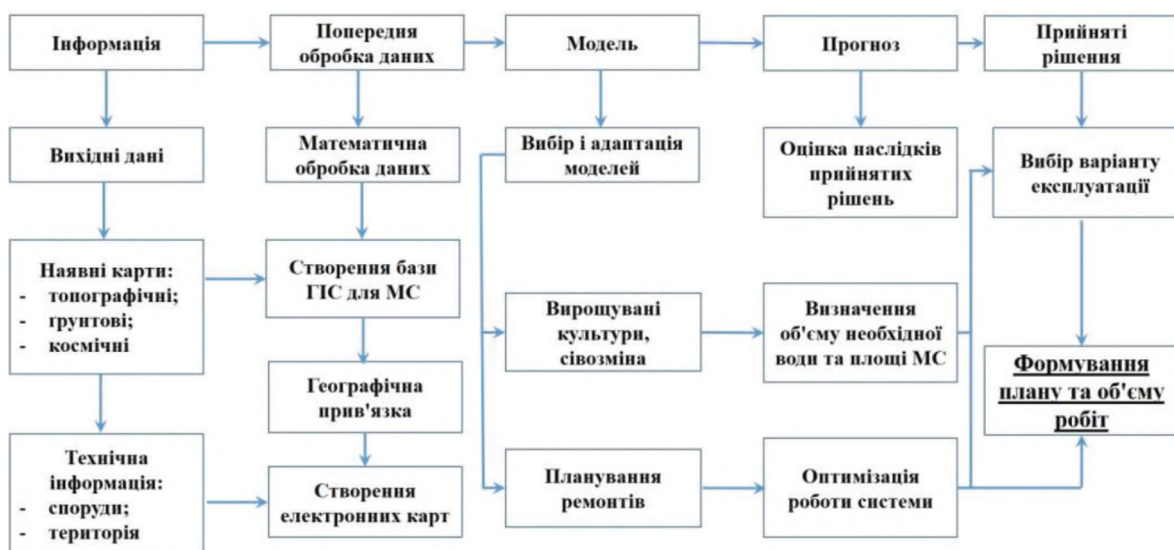 Інформація
Попередня
обробка даних
Модель
Прогноз
Прийняті
рішення
Вихідні дані
Математична
обробка даних
Вибір і адаптація
моделей
Оцінка наслідків
прийнятих
рішень
Вибір варіанту
експлуатації
Наявні карти:
- топографічні;
- ґрунтові;
- космічні
Створення бази
ГІС для МС
Вирощувані
культури,
сівозміна
Визначення
об'єму необхідної
води та площі МС
Формування
плану та об'єму
робіт
Географічна
прив'язка
Технічна
інформація:
- споруди;
- територія
Створення
електронних карт
Планування
ремонтів
Оптимізація
роботи системи